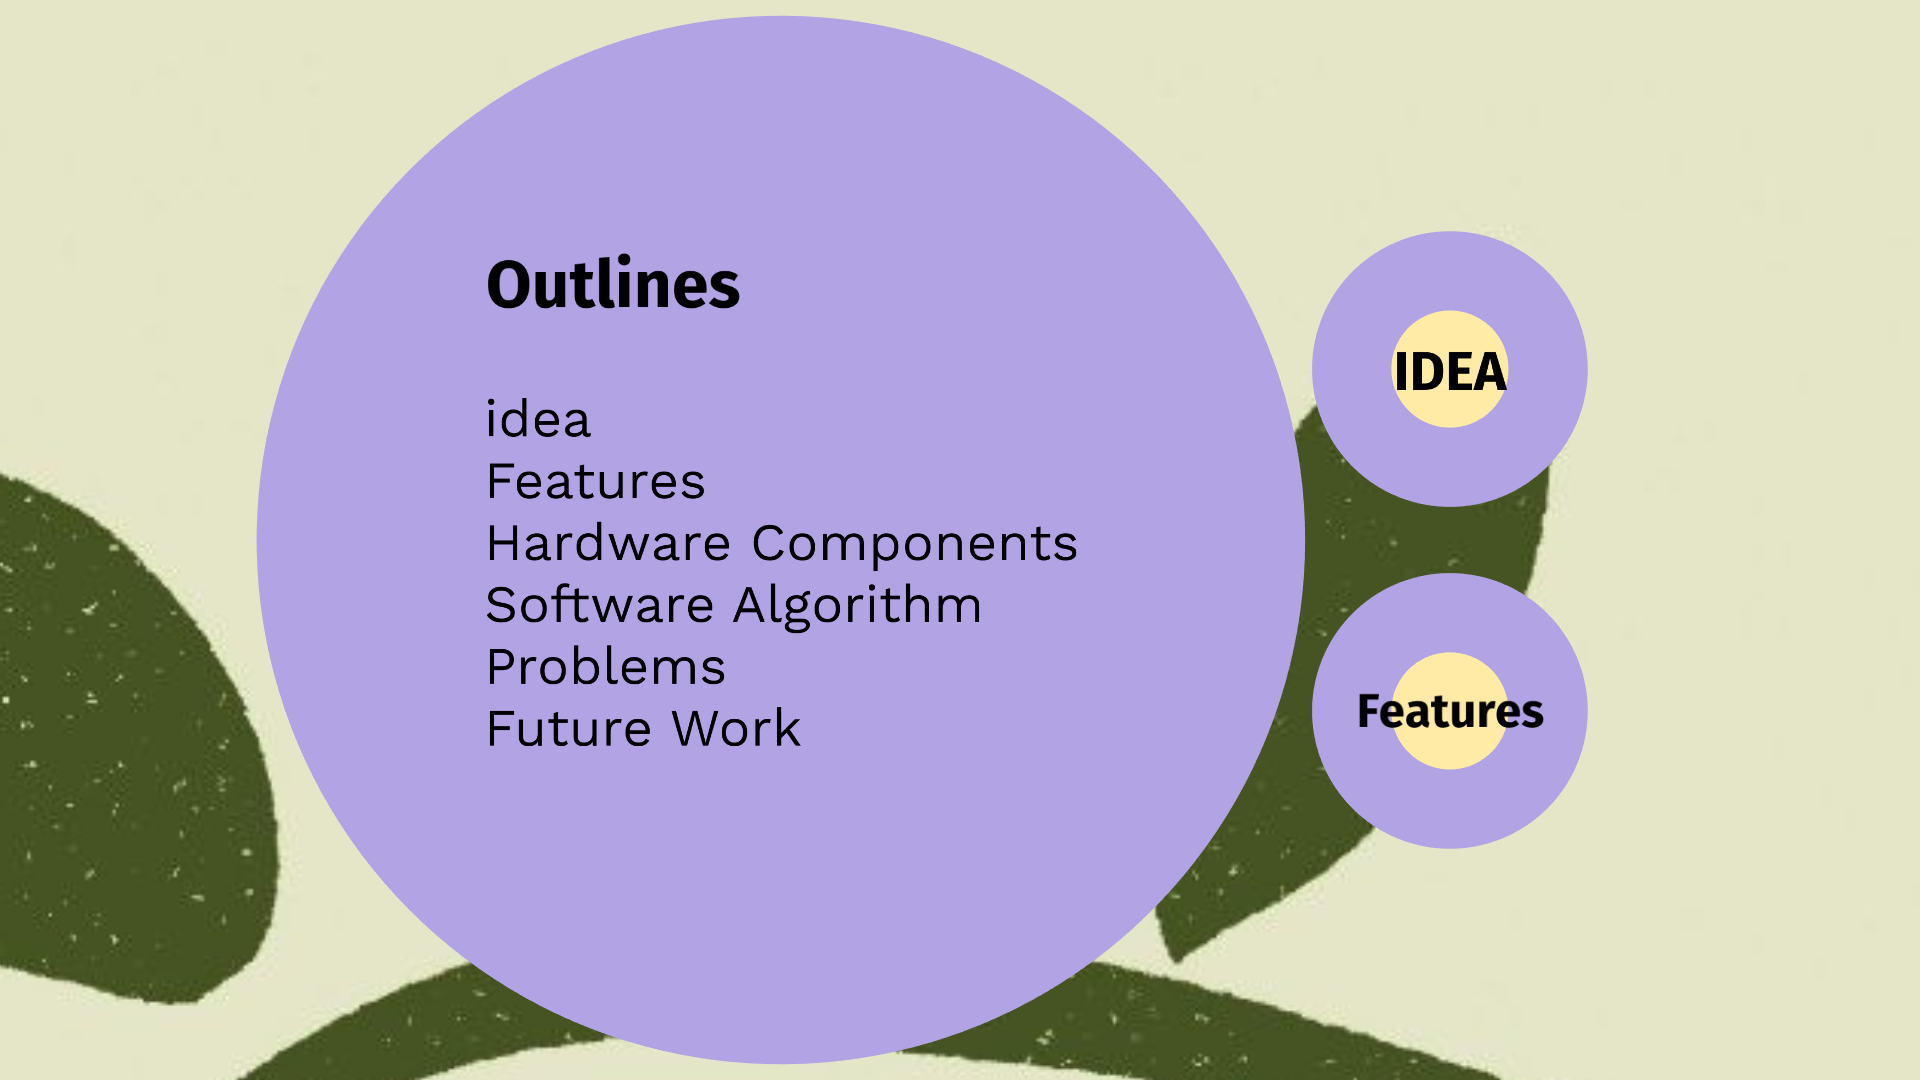 Outlines
idea
Features
Hardware Components
Software Algorithm
Problems
Future Work
IDEA
Features